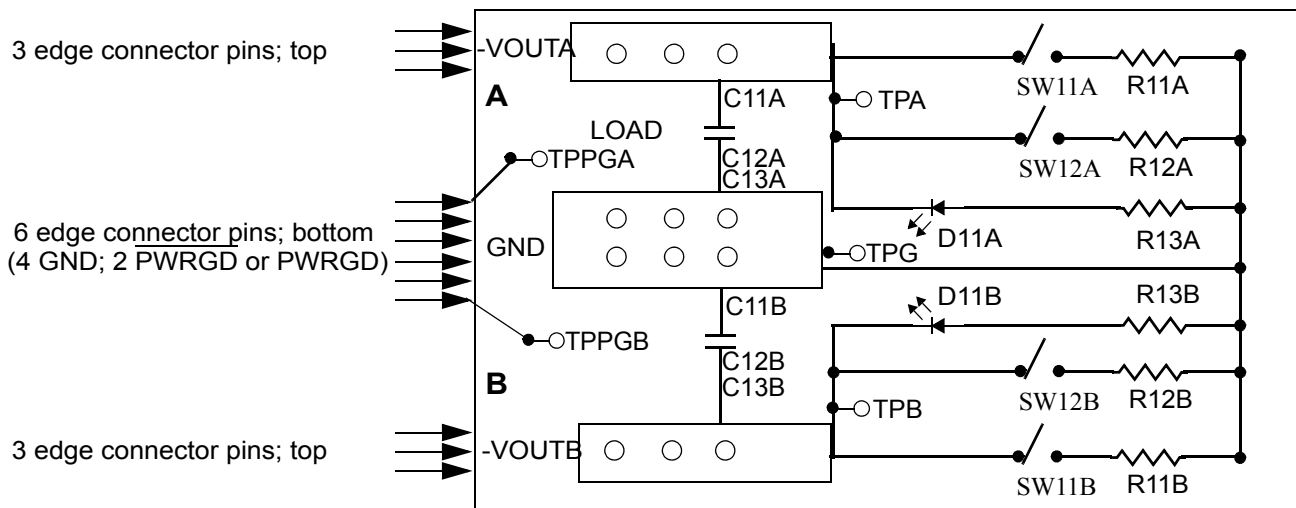 3 edge connector pins; top
-VOUTA
A
C11A
TPA
SW11A
R11A
LOAD
TPPGA
C12A
C13A
SW12A
R12A
6 edge connector pins; bottom
(4 GND; 2 PWRGD or PWRGD)
GND
TPG
D11A
R13A
C11B
D11B
R13B
TPPGB
C12B
C13B
B
TPB
SW12B
R12B
3 edge connector pins; top
-VOUTB
SW11B
R11B